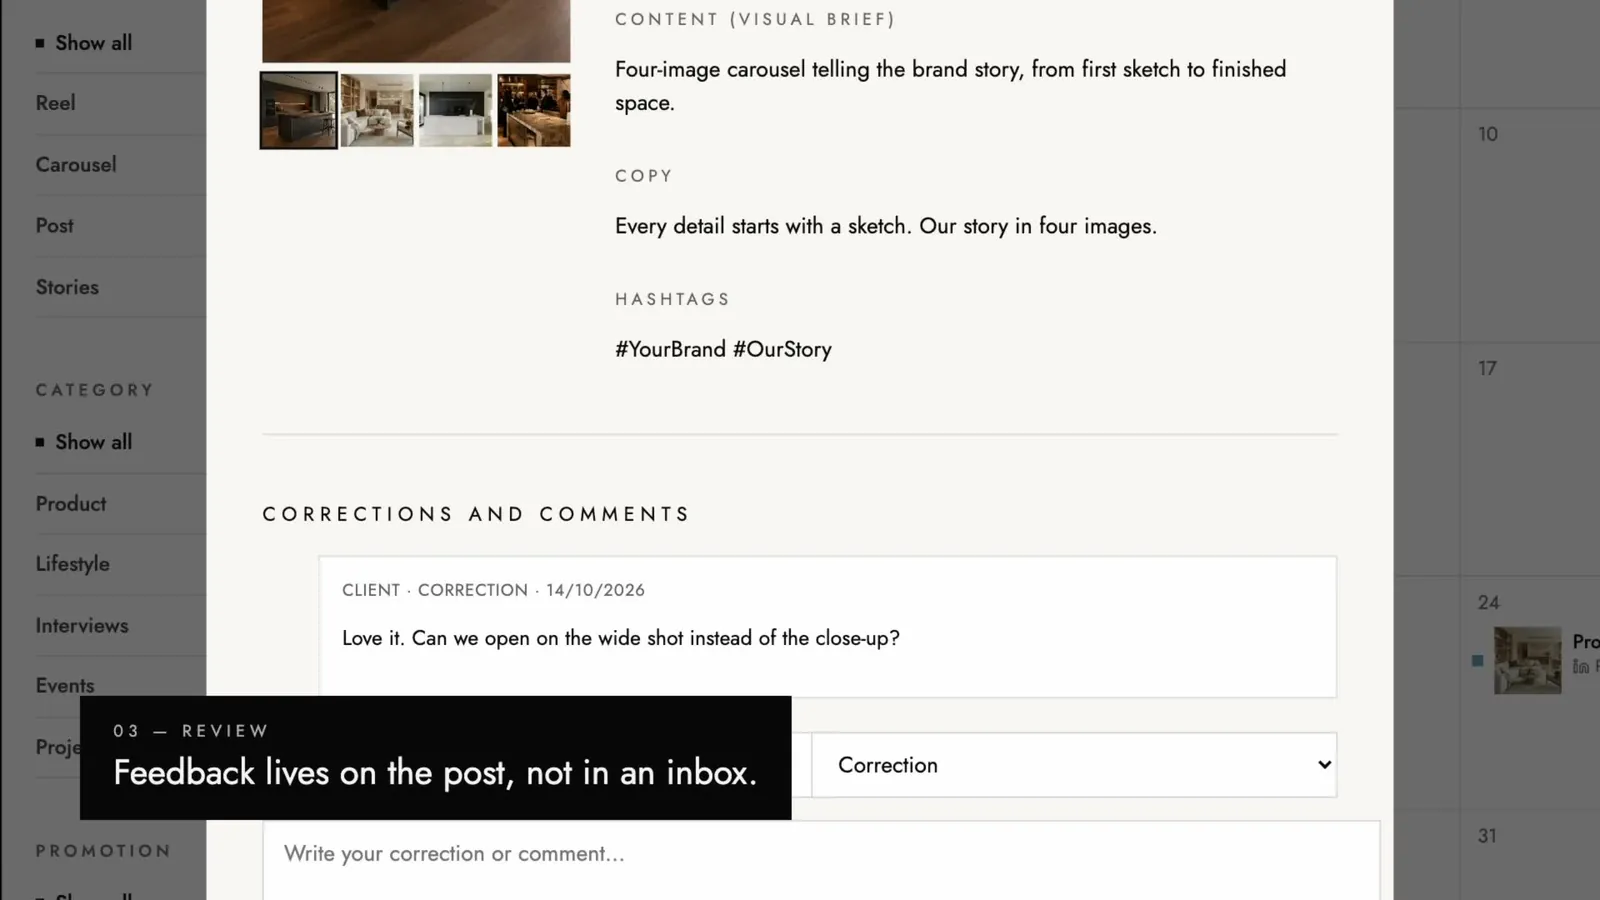 Show all
Reel
Carousel
Post
Stories
CATEGORY
Show all
Product
Lifestyle
Interviews
Events
PROMOTION
CONTENT (VISUAL BRIEF)
Four-image carousel telling the brand story, from first sketch to finished
space.
COPY
Every detail starts with a sketch. Our story in four images.
HASHTAGS
#YourBrand #OurStory
CORRECTIONS AND COMMENTS
CLIENT · CORRECTION · 14/10/2026
Love it. Can we open on the wide shot instead of the close-up?
03 — REVIEW
Feedback lives on the post, not in an inbox.
Correction
Write your correction or comment...
10
17
24
31